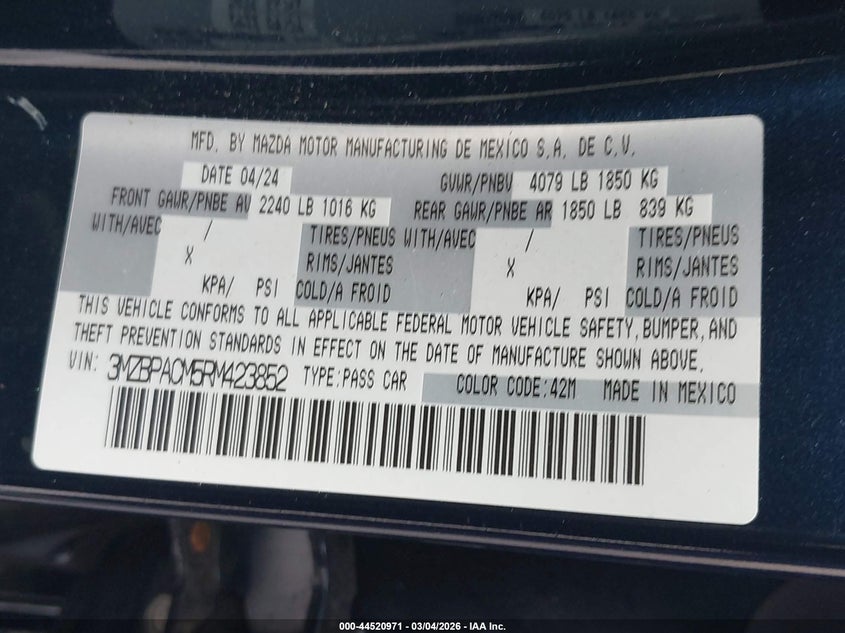 MFD. BY MAZDA MOTOR MANUFACTURING DE MEXICO S.A. DE C.V.
DATE 04/24 GVWR/PNBV 4079 LB 1850 KG
FRONT GAWR/PNBE AV 2240 LB 1016 KG REAR GAWR/PNBE AR 1850 LB 839 KG
WITH/AVEC / TIRES/PNEUS WITH/AVEC / TIRES/PNEUS
X RIMS/JANTES X RIMS/JANTES
KPA/ PSI COLD/A FROID KPA/ PSI COLD/A FROID
THIS VEHICLE CONFORMS TO ALL APPLICABLE FEDERAL MOTOR VEHICLE SAFETY, BUMPER, AND
THEFT PREVENTION STANDARDS IN EFFECT ON THE DATE OF MANUFACTURE SHOWN ABOVE.
VIN: 3MZBPACM5RM423852 TYPE:PASS CAR COLOR CODE:42M MADE IN MEXICO
000-44520971 - 03/04/2026 - IAA Inc.